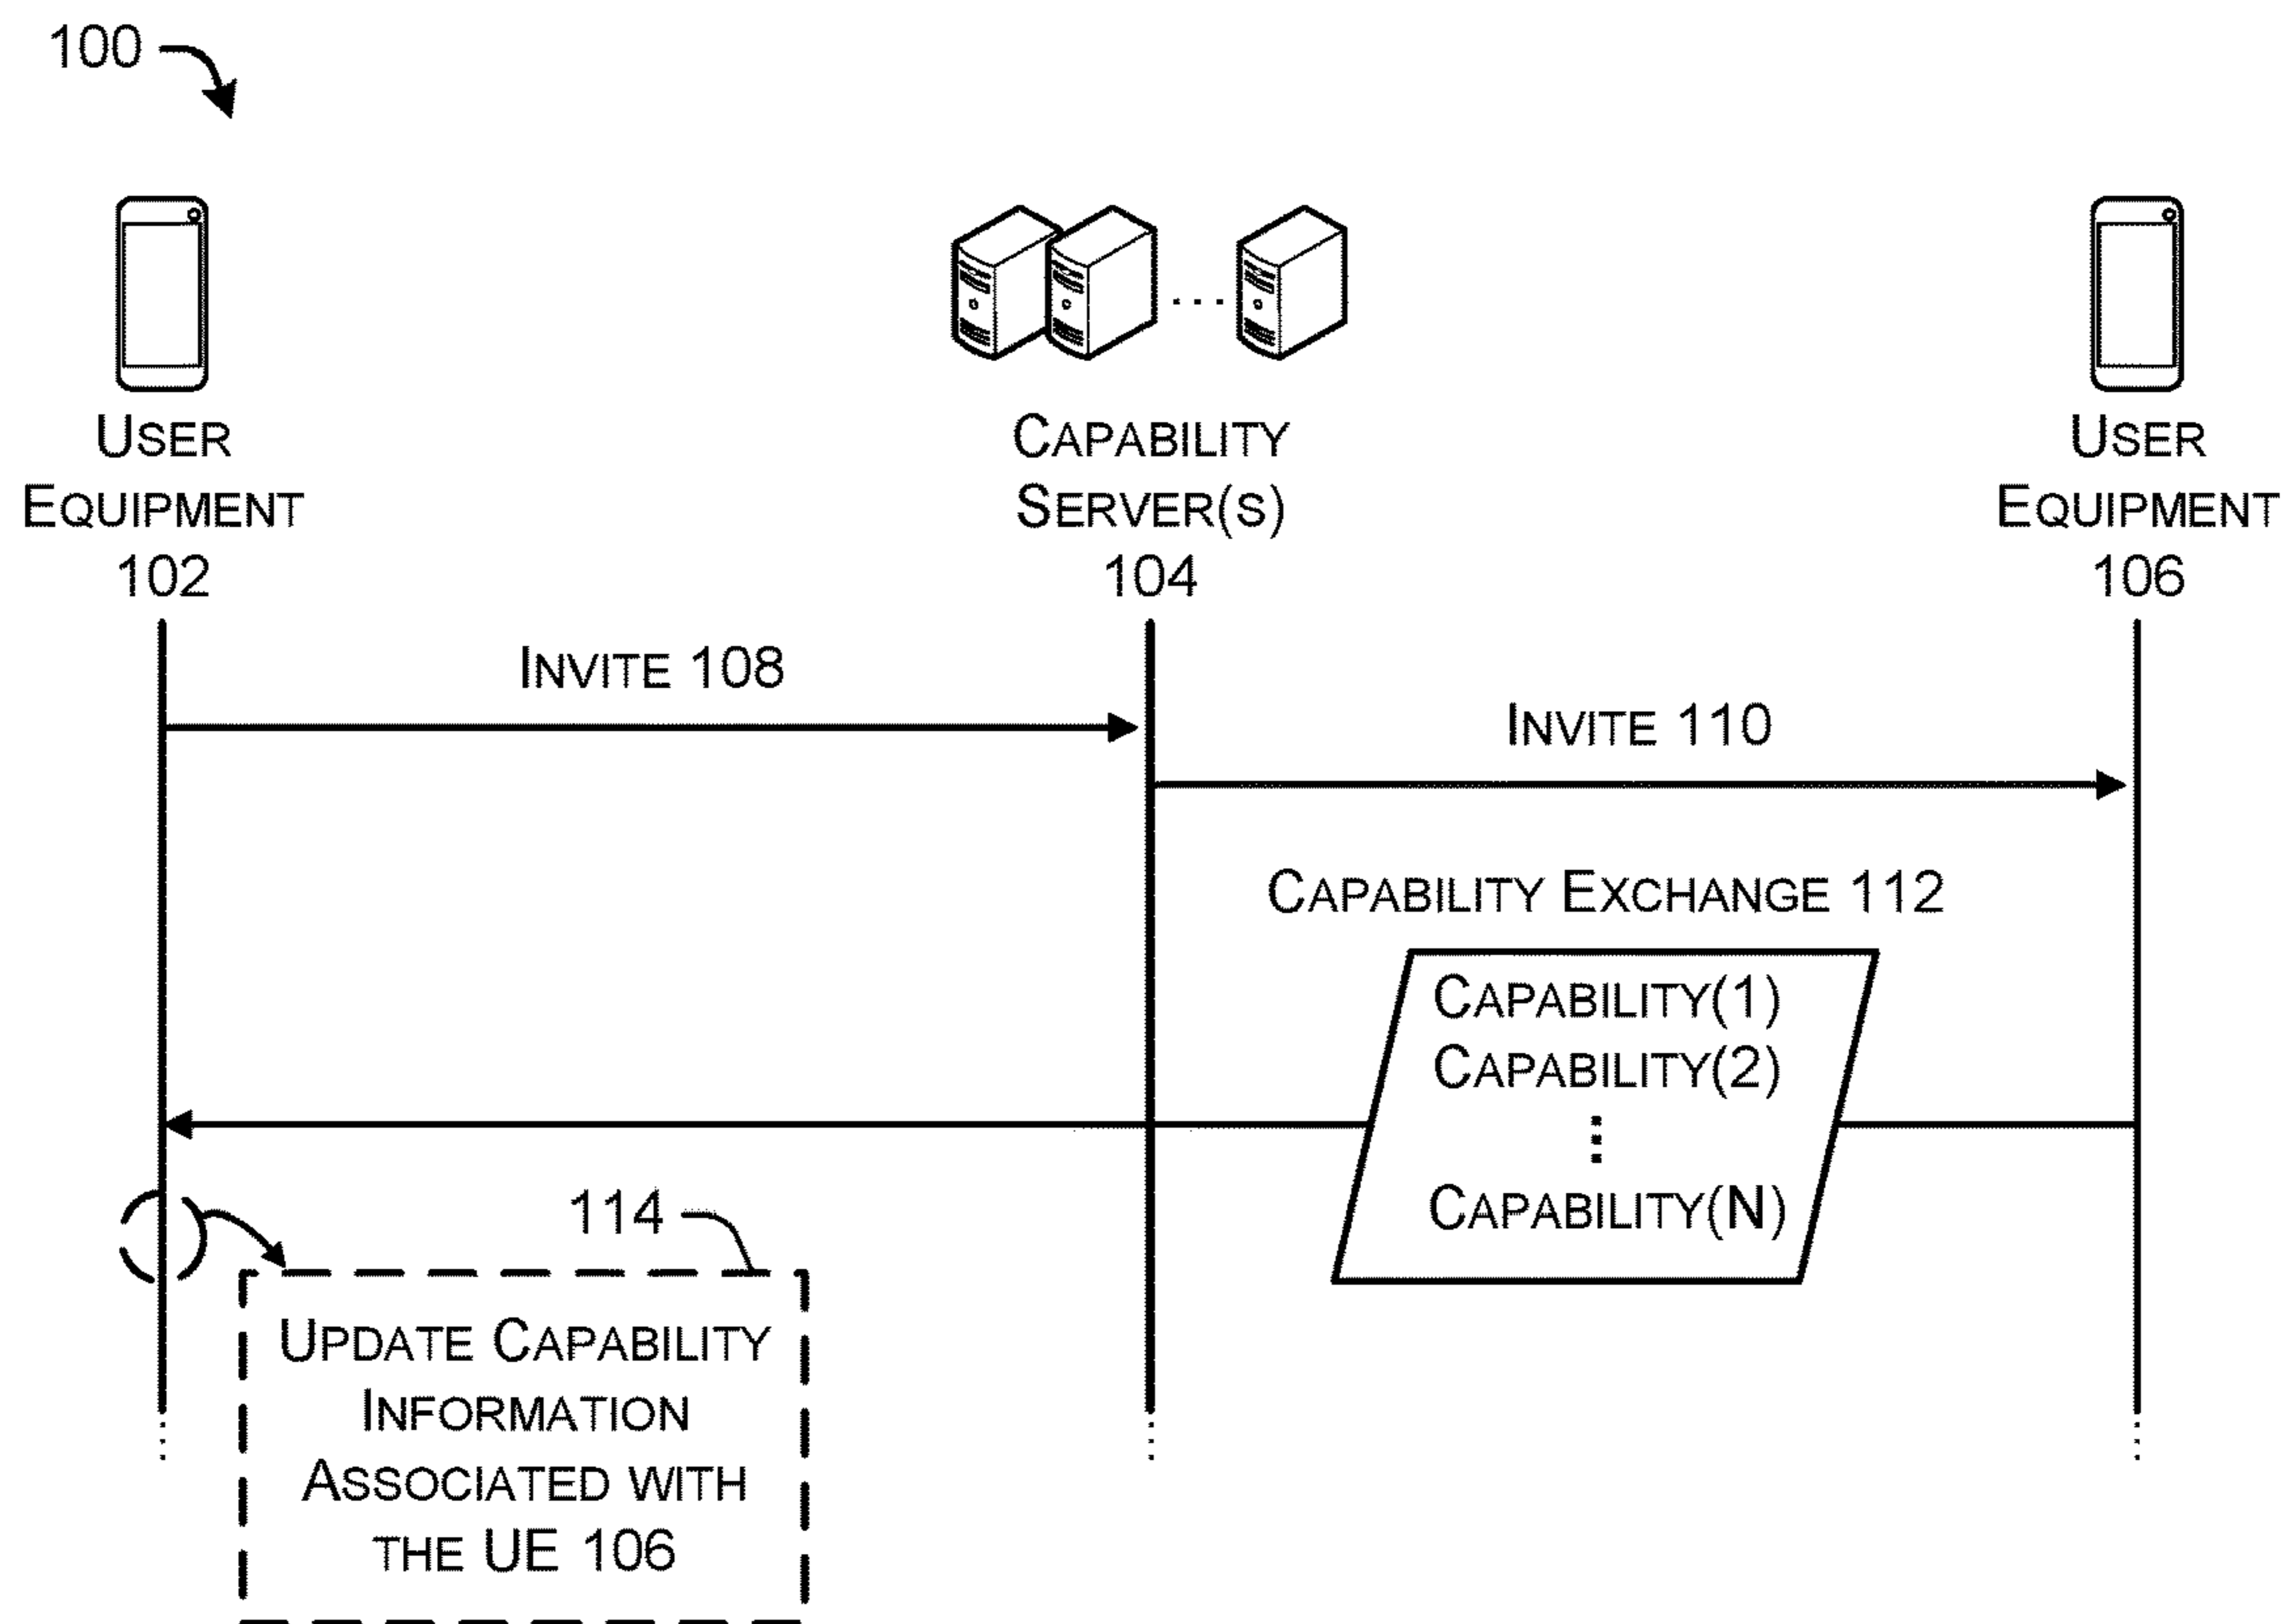 100
USER
EQUIPMENT
102
CAPABILITY
SERVER(S)
104
USER
EQUIPMENT
106
INVITE 108
INVITE 110
CAPABILITY EXCHANGE 112
CAPABILITY(1)
CAPABILITY(2)
CAPABILITY(N)
114
UPDATE CAPABILITY
INFORMATION
ASSOCIATED WITH
THE UE 106